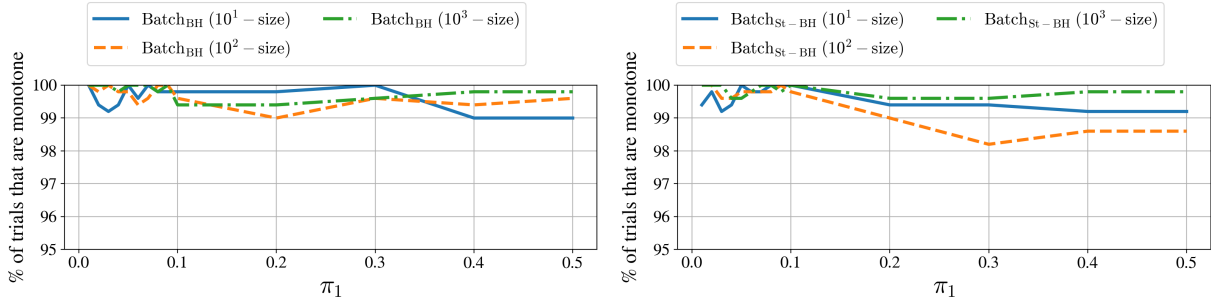 Batch_BH (10^1 − size)
Batch_BH (10^2 − size)
Batch_BH (10^3 − size)
% of trials that are monotone
100
99
98
97
96
95
0.0 0.1 0.2 0.3 0.4 0.5
π_1
Batch_St−BH (10^1 − size)
Batch_St−BH (10^2 − size)
Batch_St−BH (10^3 − size)
% of trials that are monotone
100
99
98
97
96
95
0.0 0.1 0.2 0.3 0.4 0.5
π_1